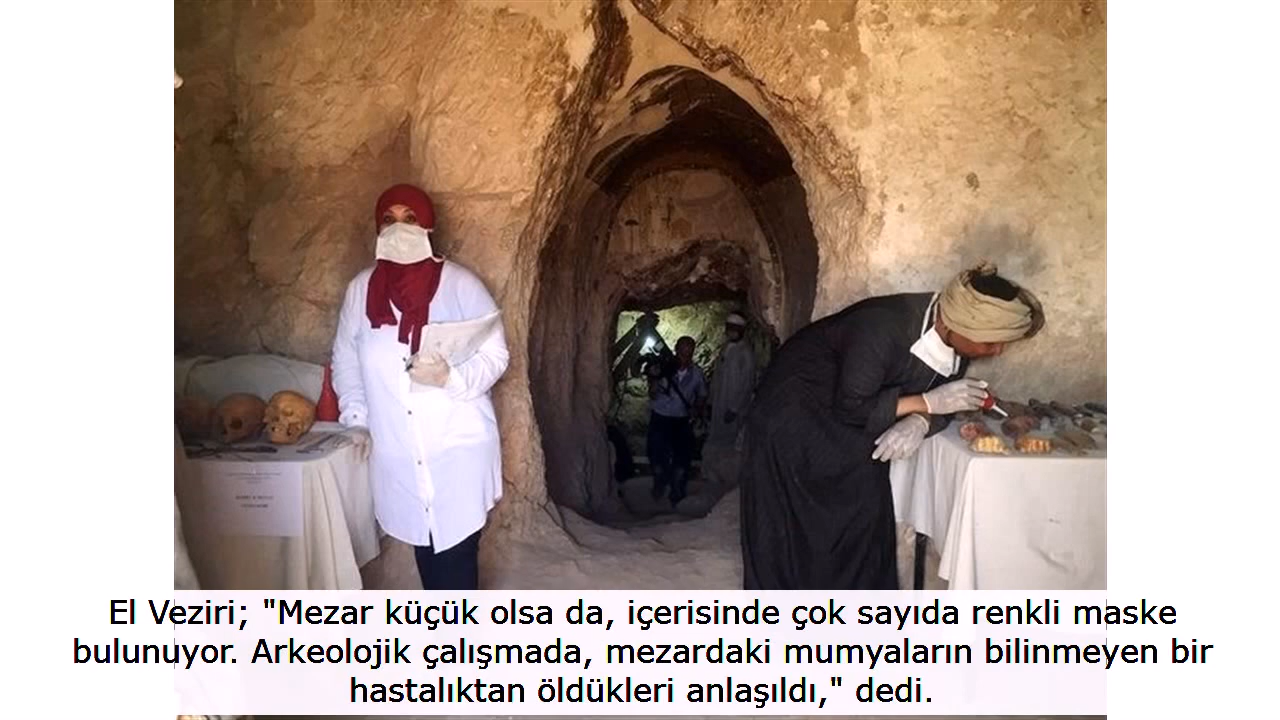 El Veziri; "Mezar küçük olsa da, içerisinde çok sayıda renkli maske
bulunuyor. Arkeolojik çalışmada, mezardaki mumyaların bilinmeyen bir
hastalıktan öldükleri anlaşıldı," dedi.